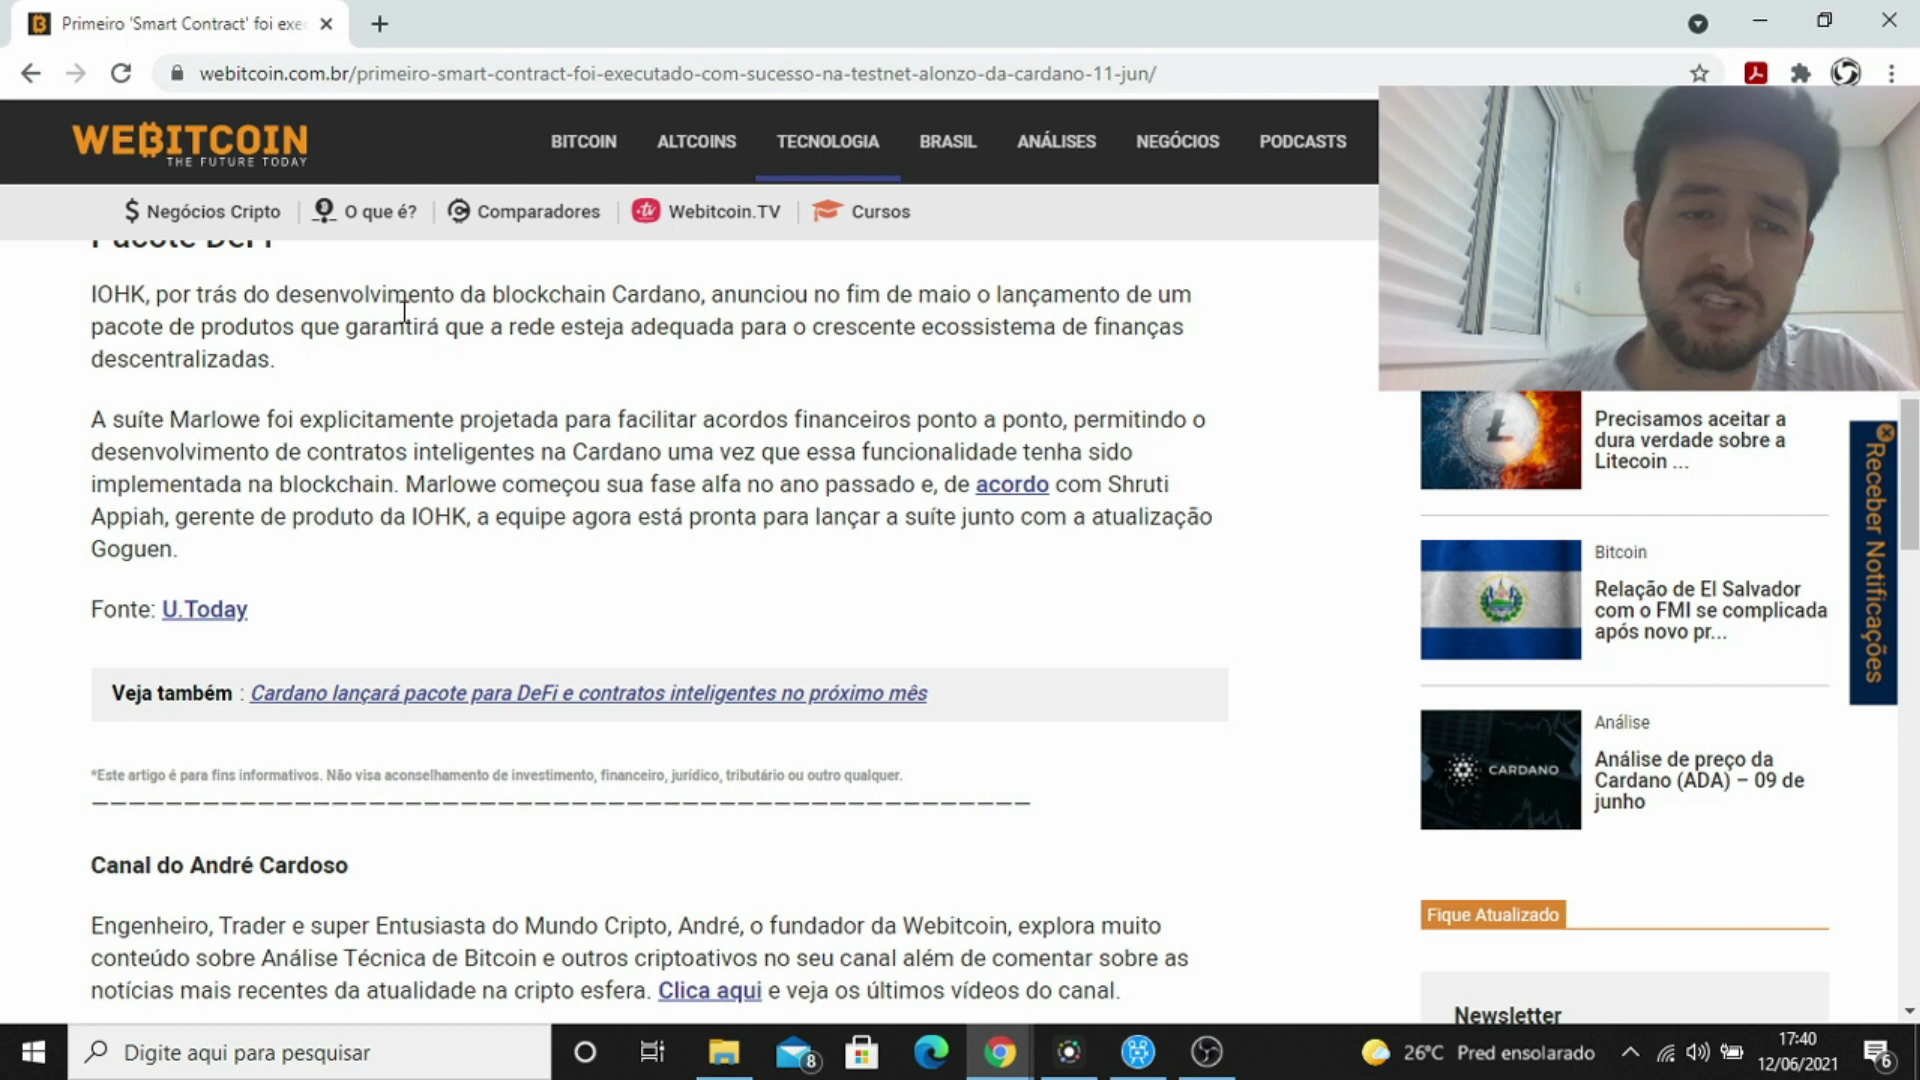 Primeiro 'Smart Contract' foi exe
webitcoin.com.br/primeiro-smart-contract-foi-executado-com-sucesso-na-testnet-alonzo-da-cardano-11-jun/
WEBITCOIN
THE FUTURE TODAY
BITCOIN ALTCOINS TECNOLOGIA BRASIL ANÁLISES NEGÓCIOS PODCASTS
Negócios Cripto O que é? Comparadores tv Webitcoin.TV Cursos
Pacote DeFi
IOHK, por trás do desenvolvimento da blockchain Cardano, anunciou no fim de maio o lançamento de um
pacote de produtos que garantirá que a rede esteja adequada para o crescente ecossistema de finanças
descentralizadas.
A suíte Marlowe foi explicitamente projetada para facilitar acordos financeiros ponto a ponto, permitindo o
desenvolvimento de contratos inteligentes na Cardano uma vez que essa funcionalidade tenha sido
implementada na blockchain. Marlowe começou sua fase alfa no ano passado e, de acordo com Shruti
Appiah, gerente de produto da IOHK, a equipe agora está pronta para lançar a suíte junto com a atualização
Goguen.
Fonte: U.Today
Veja também : Cardano lançará pacote para DeFi e contratos inteligentes no próximo mês
*Este artigo é para fins informativos. Não visa aconselhamento de investimento, financeiro, jurídico, tributário ou outro qualquer.
Canal do André Cardoso
Engenheiro, Trader e super Entusiasta do Mundo Cripto, André, o fundador da Webitcoin, explora muito
conteúdo sobre Análise Técnica de Bitcoin e outros criptoativos no seu canal além de comentar sobre as
notícias mais recentes da atualidade na cripto esfera. Clica aqui e veja os últimos vídeos do canal.
Precisamos aceitar a
dura verdade sobre a
Litecoin ...
Bitcoin
Relação de El Salvador
com o FMI se complicada
após novo pr...
Análise
CARDANO
Análise de preço da
Cardano (ADA) – 09 de
junho
Receber Notificações
Fique Atualizado
Newsletter
Digite aqui para pesquisar
8
26°C Pred ensolarado
17:40
12/06/2021
6